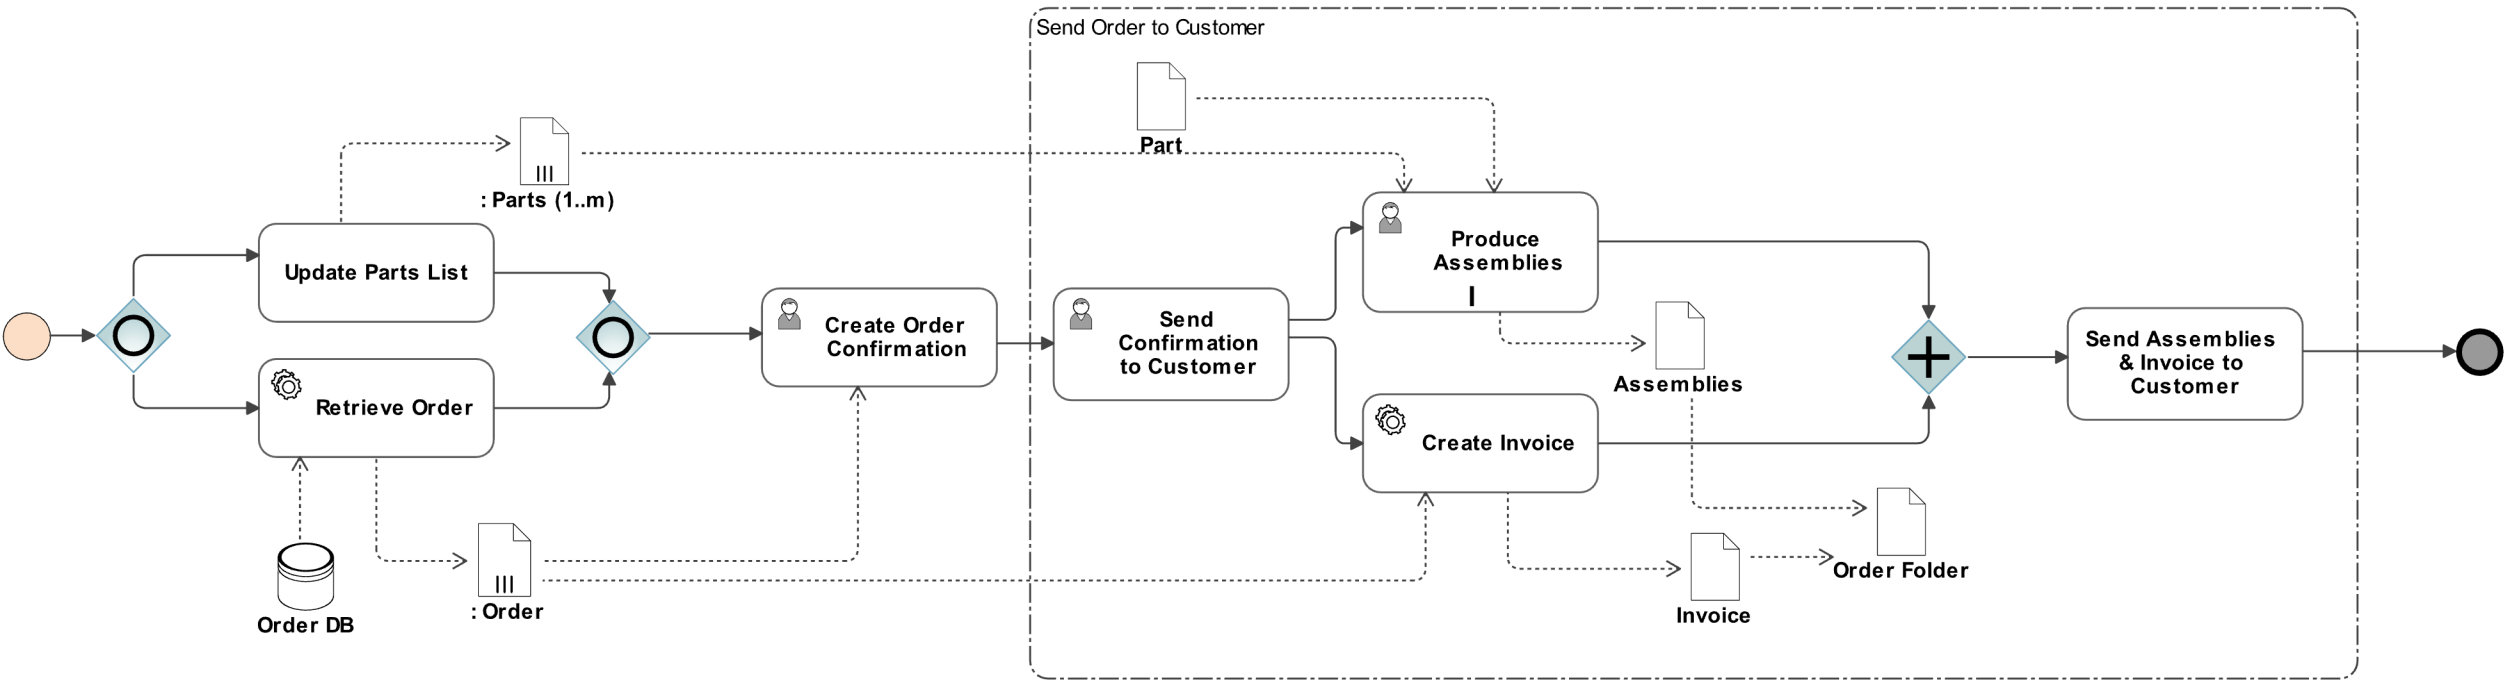 Send Order to Customer
Part
: Parts (1..m)
Update Parts List
Produce
Assemblies
Create Order
Confirmation
Send
Confirmation
to Customer
Send Assemblies
& Invoice to
Customer
Assemblies
Retrieve Order
Create Invoice
Order Folder
Order DB
: Order
Invoice